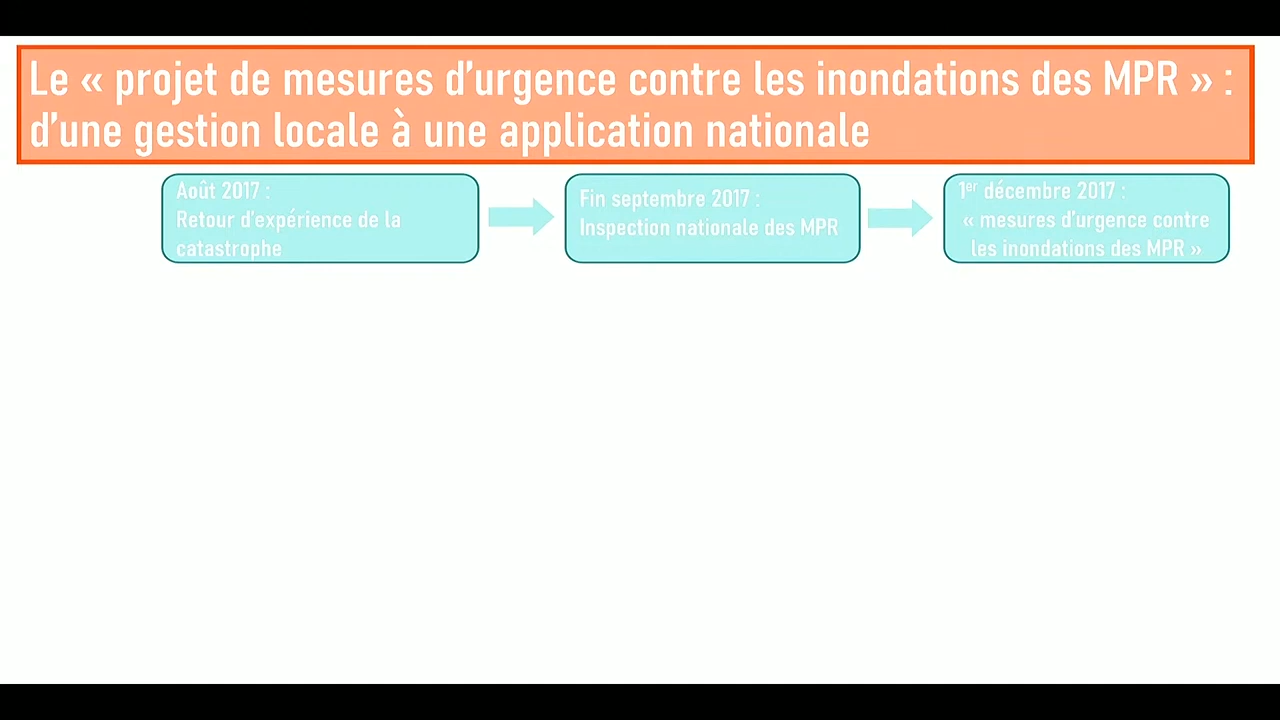 Le « projet de mesures d'urgence contre les inondations des MPR » :
d'une gestion locale à une application nationale
Août 2017 :
Retour d'expérience de la
catastrophe
Fin septembre 2017 :
Inspection nationale des MPR
1er décembre 2017 :
« mesures d'urgence contre
les inondations des MPR »